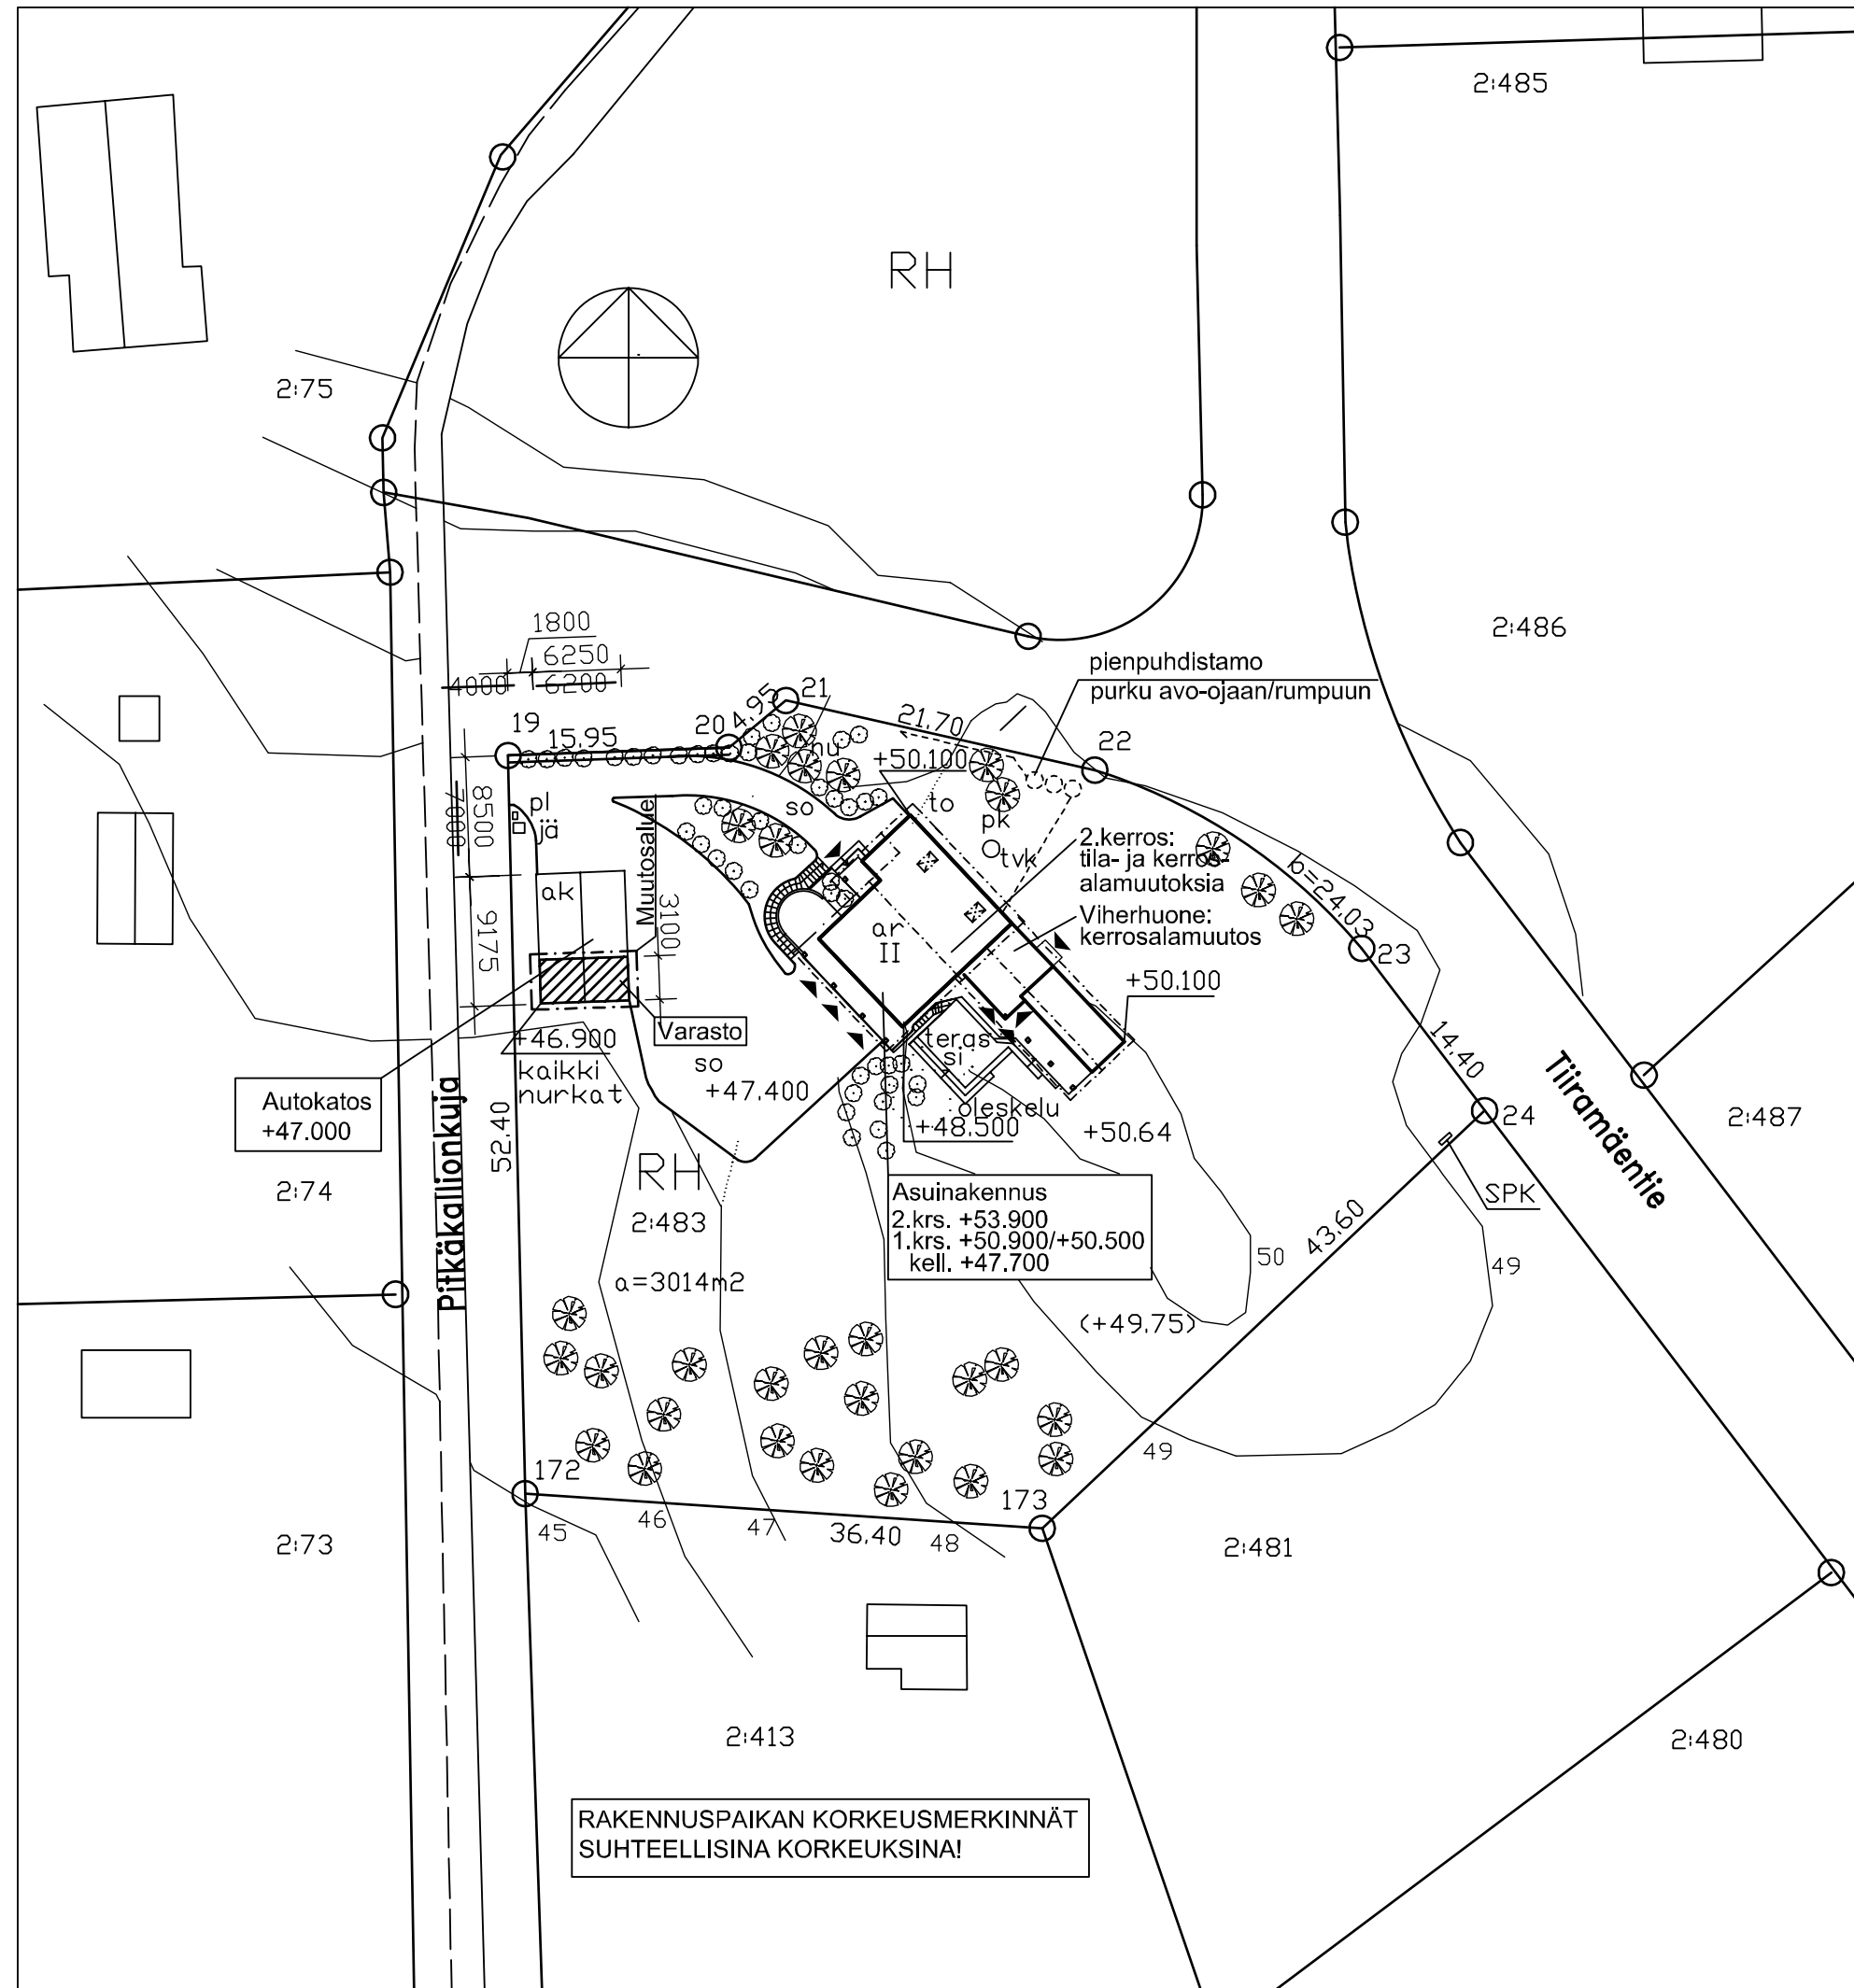 2:485
RH
2:75
2:486
1800
6250
4000
6200
pienpuhdistamo
purku avo-ojaan/rumpuun
19
15.95
20
4.95
21
21.70
22
nu
+50.100
8500
7000
pl
jä
Muutosalue
so
to
pk
tvk
2.kerros:
tila- ja kerros-
alamuutoksia
b=24.03
ak
9175
3100
ar
II
Viherhuone:
kerrosalamuutos
23
+50.100
+46.900
kaikki
nurkat
Varasto
so
+47.400
teras
si
oleskelu
+48.500
+50.64
14.40
24
Tiiramäentie
2:487
Autokatos
+47.000
52.40
Pitkäkallionkuja
2:74
RH
2:483
a=3014m2
Asuinakennus
2.krs. +53.900
1.krs. +50.900/+50.500
kell. +47.700
SPK
43.60
50
49
(+49.75)
49
172
173
45
46
47
36.40
48
2:73
2:481
2:413
2:480
RAKENNUSPAIKAN KORKEUSMERKINNÄT
SUHTEELLISINA KORKEUKSINA!